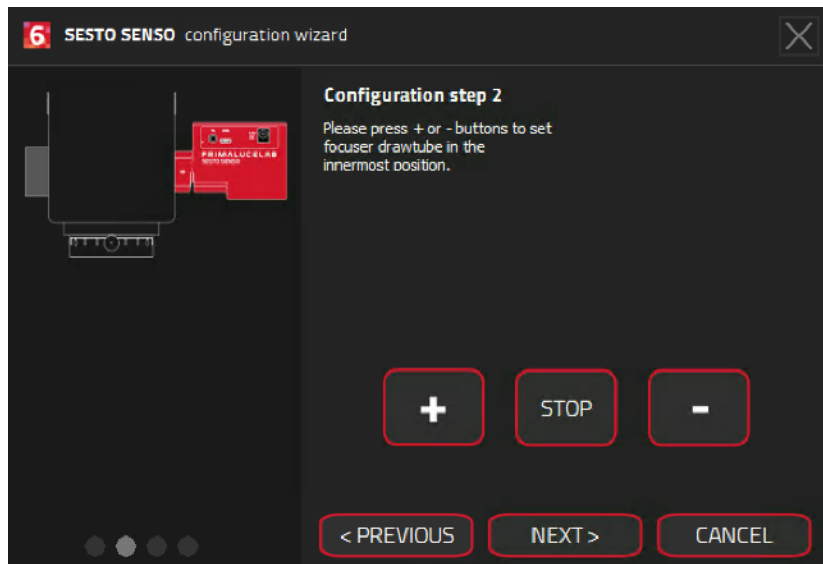 6 SESTO SENSO configuration wizard
Configuration step 2
Please press + or - buttons to set
focuser drawtube in the
innermost position.
PRIMALUCELAB
SESTO SENSO
+ STOP -
< PREVIOUS NEXT > CANCEL